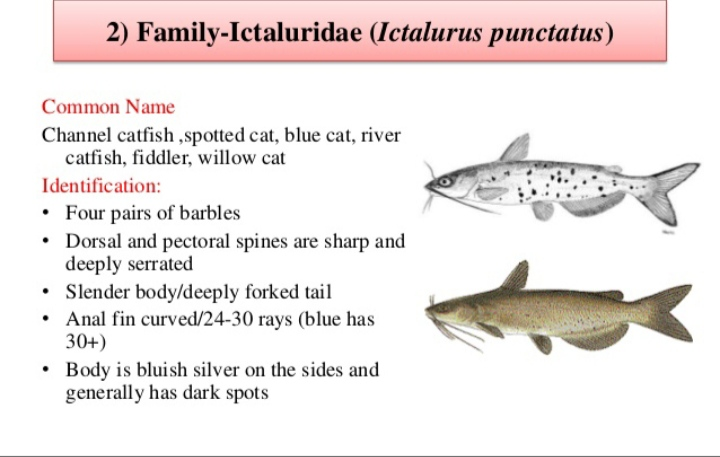 2) Family-Ictaluridae (Ictalurus punctatus)
Common Name
Channel catfish ,spotted cat, blue cat, river
catfish, fiddler, willow cat
Identification:
• Four pairs of barbles
• Dorsal and pectoral spines are sharp and
deeply serrated
• Slender body/deeply forked tail
• Anal fin curved/24-30 rays (blue has
30+)
• Body is bluish silver on the sides and
generally has dark spots